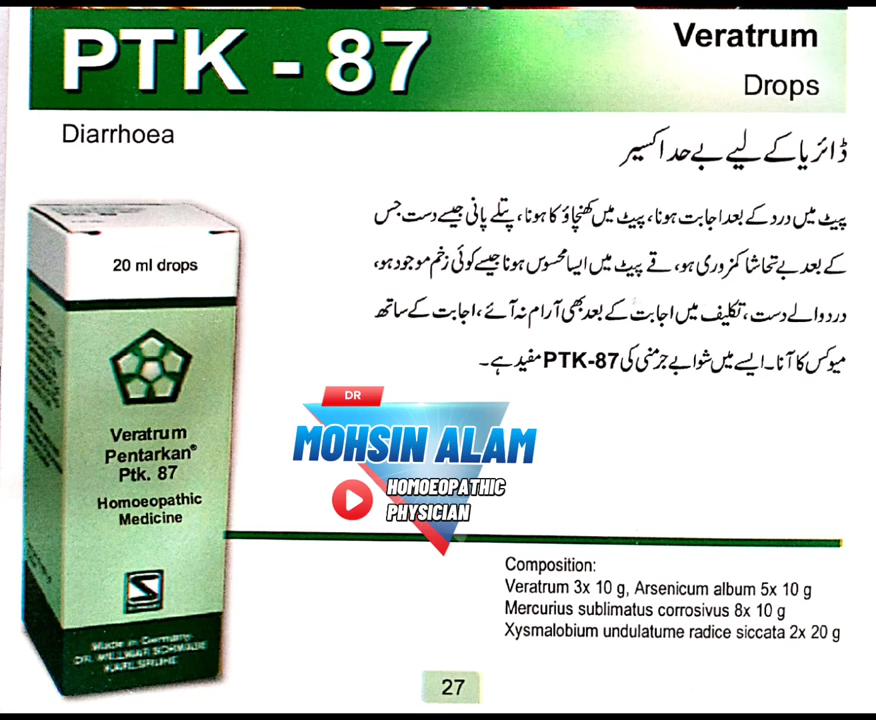 PTK - 87
Veratrum
Drops
Diarrhoea
ڈائریا کے لیے بے حد اکسیر
پیٹ میں درد کے بعد اجابت ہونا، پیٹ میں کھنچاؤ کا ہونا، پتلے پانی جیسے دست جس
کے بعد بے تحاشا کمزوری ہو، قے پیٹ میں ایسا محسوس ہونا جیسے کوئی زخم موجود ہو،
درد والے دست، تکلیف میں اجابت کے بعد بھی آرام نہ آئے، اجابت کے ساتھ
میوکس کا آنا۔ ایسے میں شوابے جرمنی کی PTK-87 مفید ہے۔
20 ml drops
Veratrum
Pentarkan®
Ptk. 87
Homoeopathic
Medicine
Made in Germany
DR. WILLMAR SCHWABE
KARLSRUHE
DR
MOHSIN ALAM
HOMOEOPATHIC
PHYSICIAN
Composition:
Veratrum 3x 10 g, Arsenicum album 5x 10 g
Mercurius sublimatus corrosivus 8x 10 g
Xysmalobium undulatume radice siccata 2x 20 g
27